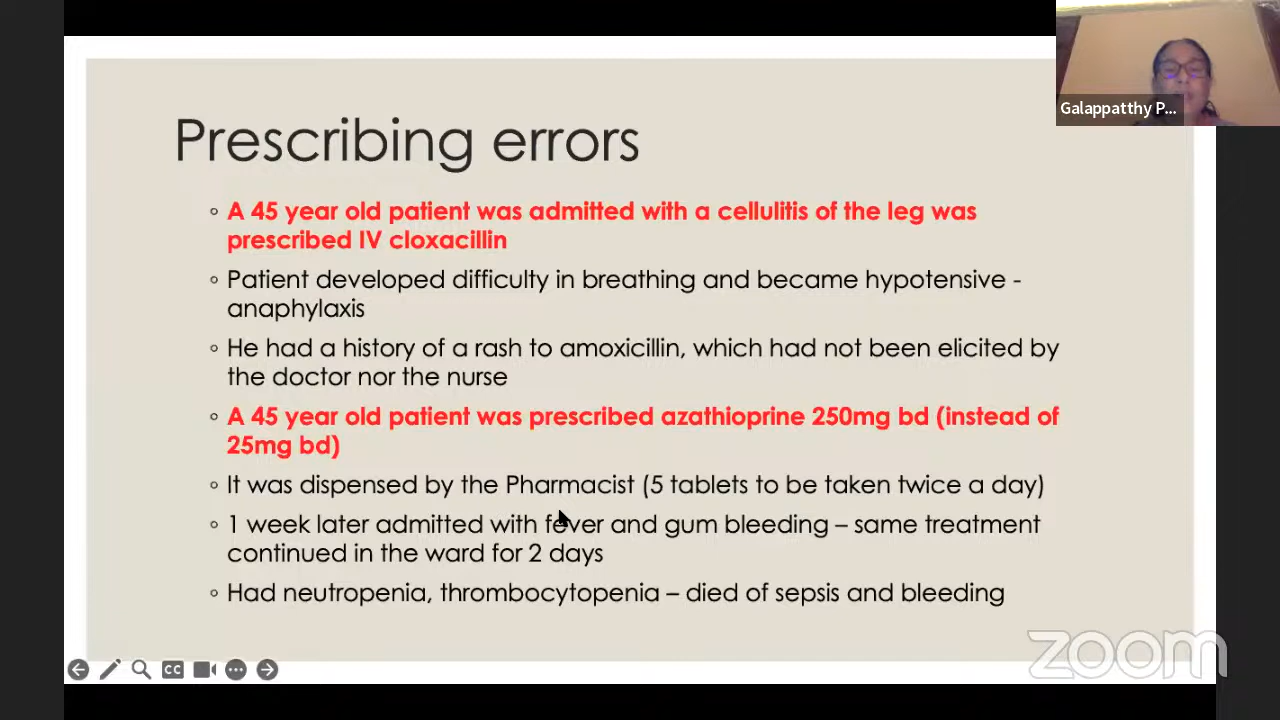 Galappatthy P...
Prescribing errors
◦ A 45 year old patient was admitted with a cellulitis of the leg was
prescribed IV cloxacillin
◦ Patient developed difficulty in breathing and became hypotensive -
anaphylaxis
◦ He had a history of a rash to amoxicillin, which had not been elicited by
the doctor nor the nurse
◦ A 45 year old patient was prescribed azathioprine 250mg bd (instead of
25mg bd)
◦ It was dispensed by the Pharmacist (5 tablets to be taken twice a day)
◦ 1 week later admitted with fever and gum bleeding – same treatment
continued in the ward for 2 days
◦ Had neutropenia, thrombocytopenia – died of sepsis and bleeding
zoom
CC